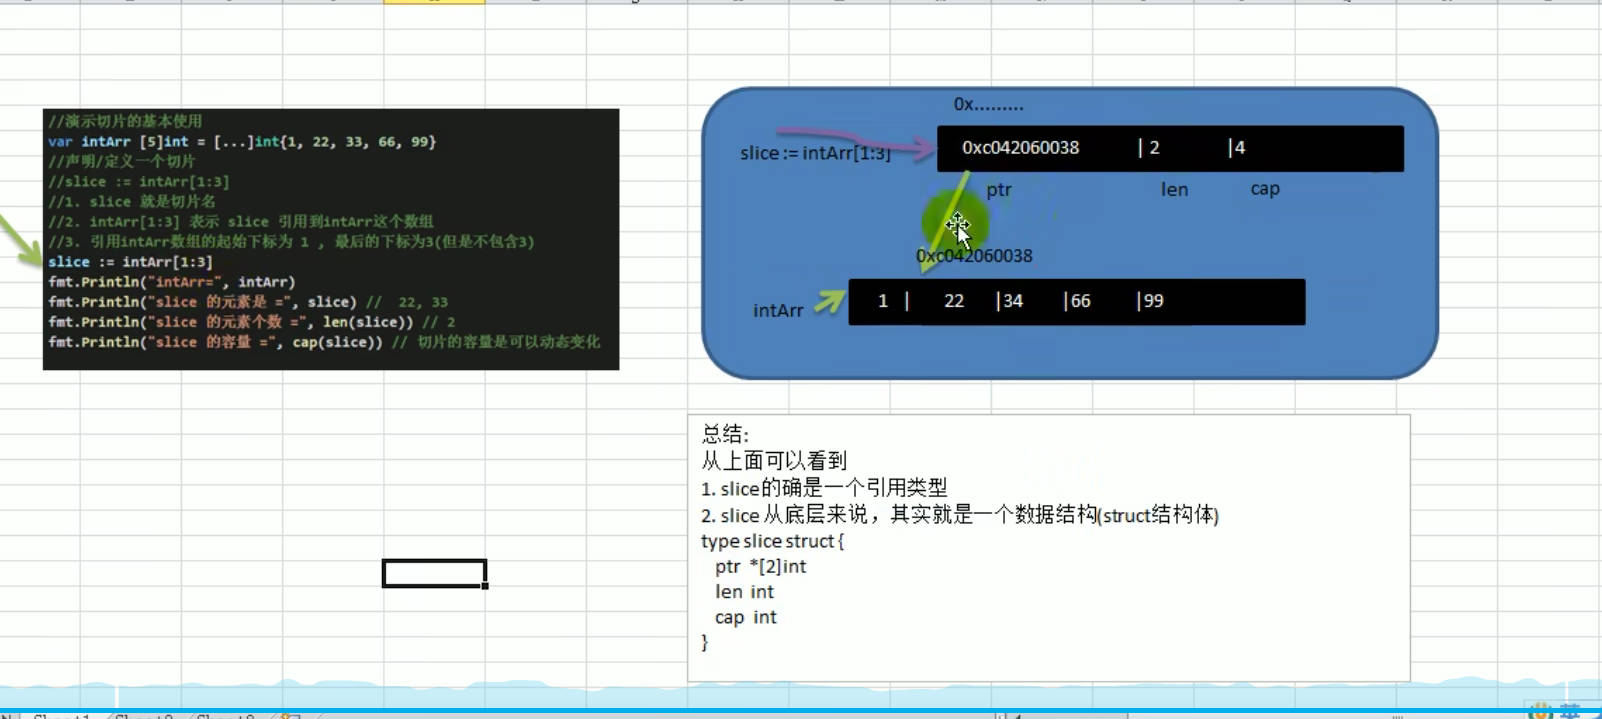 //演示切片的基本使用
var intArr [5]int = [...]int{1, 22, 33, 66, 99}
//声明/定义一个切片
//slice := intArr[1:3]
//1. slice 就是切片名
//2. intArr[1:3] 表示 slice 引用到intArr这个数组
//3. 引用intArr数组的起始下标为 1 , 最后的下标为3(但是不包含3)
slice := intArr[1:3]
fmt.Println("intArr=", intArr)
fmt.Println("slice 的元素是 =", slice) //  22, 33
fmt.Println("slice 的元素个数 =", len(slice)) // 2
fmt.Println("slice 的容量 =", cap(slice)) // 切片的容量是可以动态变化
0x.........
slice := intArr[1:3]
0xc042060038 | 2 |4
ptr len cap
0xc042060038
intArr
1 | 22 |34 |66 |99
总结:
从上面可以看到
1. slice的确是一个引用类型
2. slice 从底层来说，其实就是一个数据结构(struct结构体)
type slice struct {
ptr *[2]int
len int
cap int
}
英